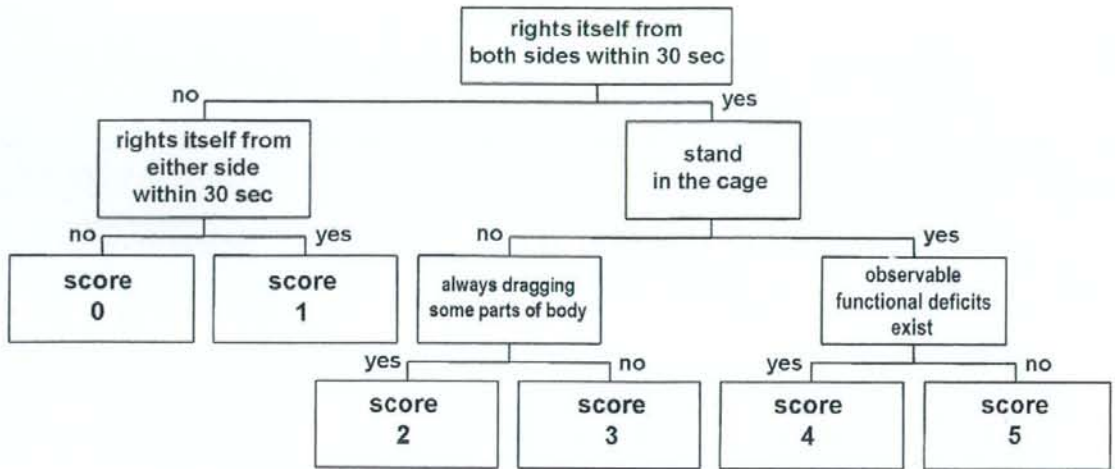 rights itself from
both sides within 30 sec
no
yes
rights itself from
either side
within 30 sec
stand
in the cage
no
yes
no
yes
score
0
score
1
always dragging
some parts of body
observable
functional deficits
exist
yes
no
yes
no
score
2
score
3
score
4
score
5